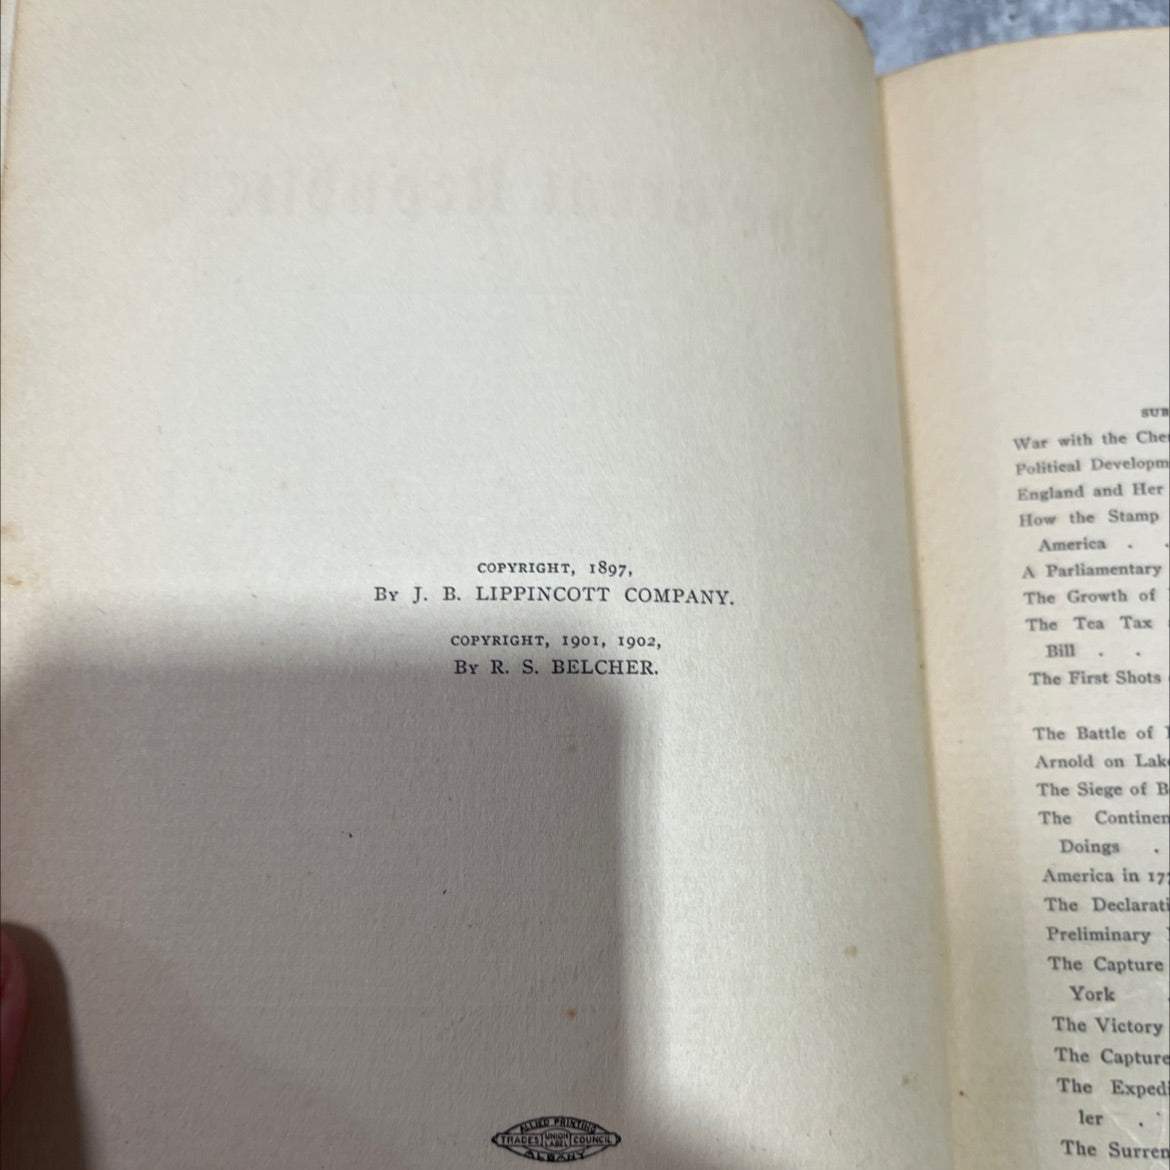 COPYRIGHT, 1897,
By J. B. LIPPINCOTT COMPANY.
COPYRIGHT, 1901, 1902,
By R. S. BELCHER.
ALLIED PRINTING
TRADES UNION LABEL COUNCIL
ALBANY
War with the
Political
England and Her
How the Stamp
America .
A Parliamentary
The Growth of
The Tea Tax
Bill . .
The First Shots
The Battle of
Arnold on
The Siege of
The
Doings .
America in
The
Preliminary
The Capture
York
The Victory
The Capture
The
ler .
The